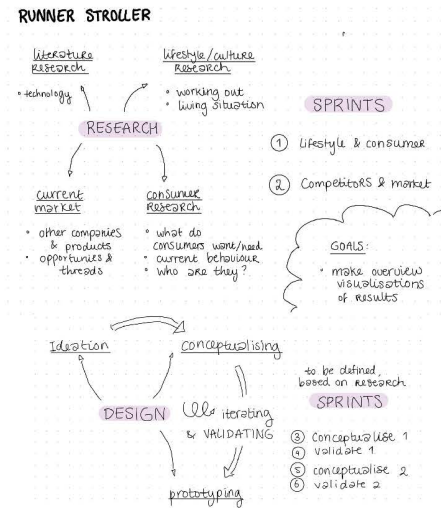 RUNNER STROLLER
literature
research
• technology
lifestyle/culture
research
• working out
• living situation
RESEARCH
current
market
• other companies
& products
• opportunies &
threads
consumer
research
• what do
consumers want/need
• current behaviour
• who are they?
SPRINTS
1 Lifestyle & consumer
2 Competitors & market
GOALS:
• make overview
visualisations
of results
Ideation
conceptualising
DESIGN
iterating
& VALIDATING
prototyping
to be defined,
based on research
SPRINTS
3 conceptualise 1
4 validate 1
5 conceptualise 2
6 validate 2